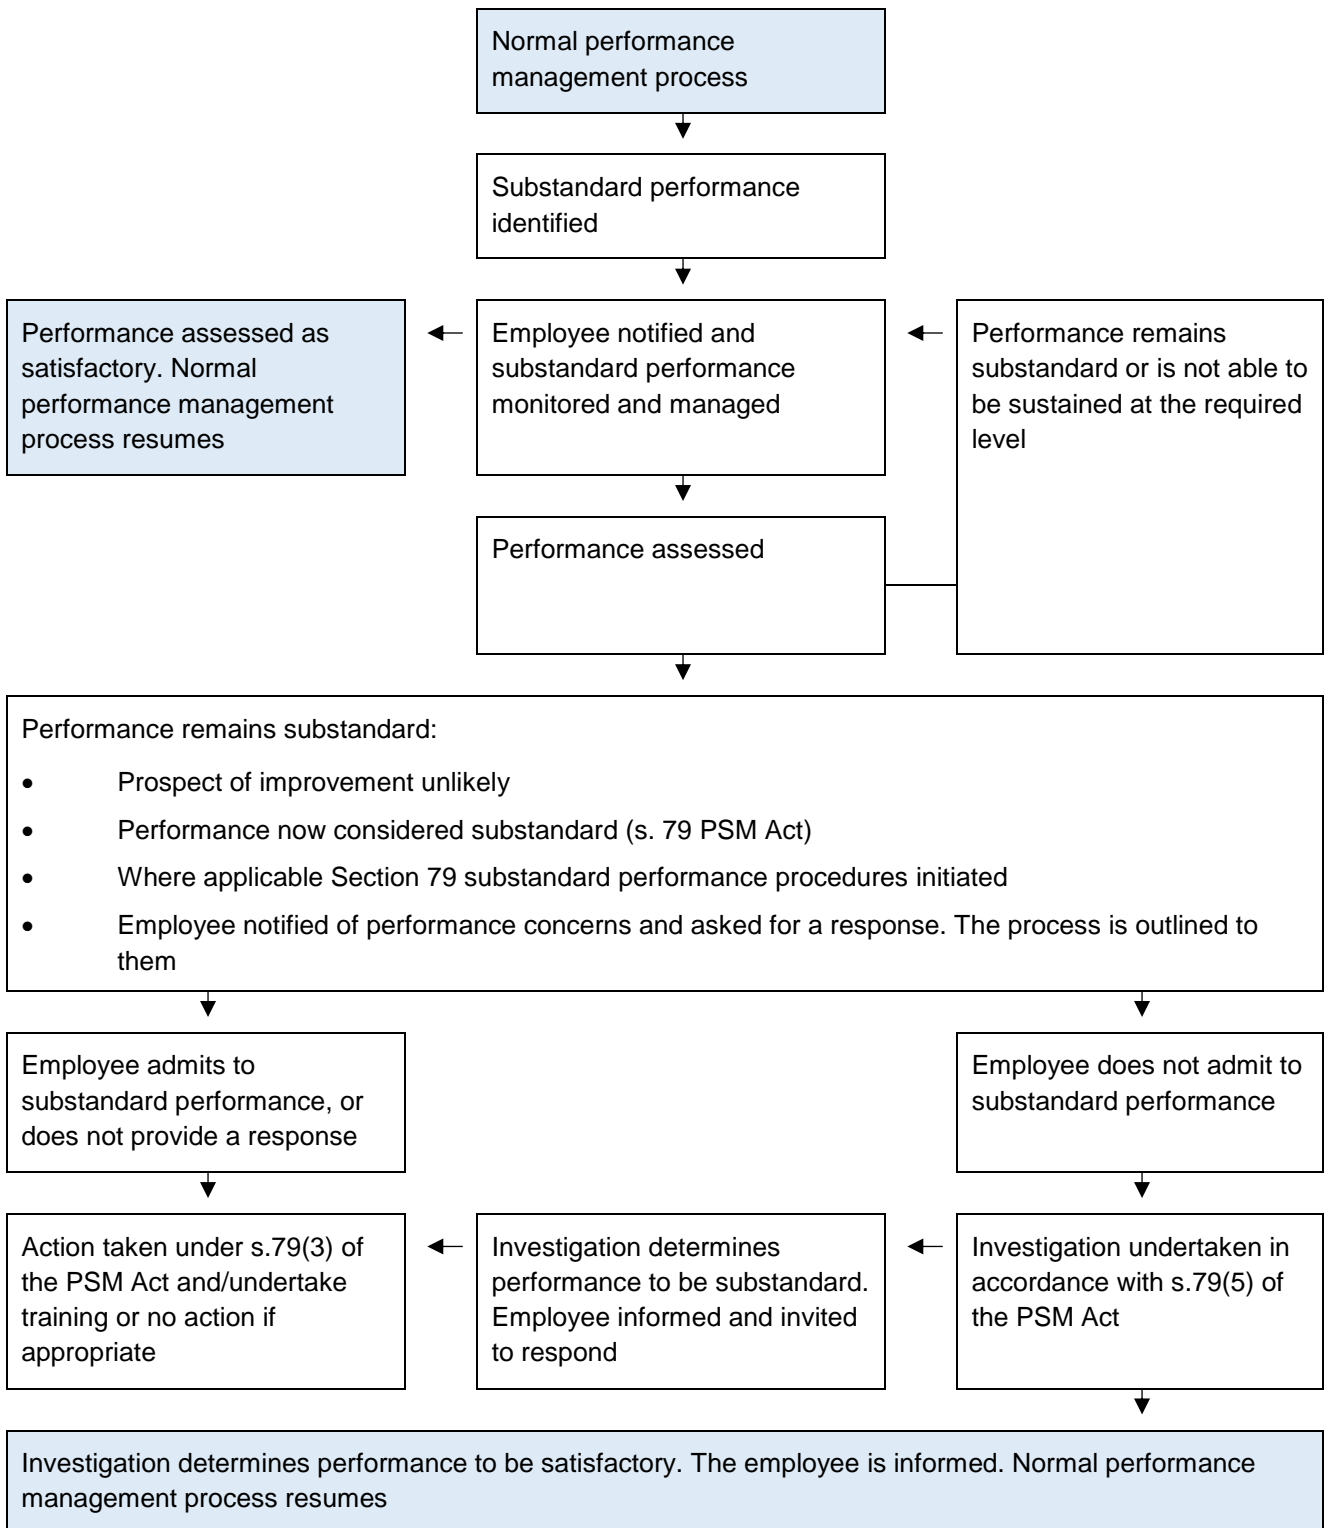 Normal performance
management process
Substandard performance
identified
Performance assessed as
satisfactory. Normal
performance management
process resumes
Employee notified and
substandard performance
monitored and managed
Performance remains
substandard or is not able to
be sustained at the required
level
Performance assessed
Performance remains substandard:
• Prospect of improvement unlikely
• Performance now considered substandard (s. 79 PSM Act)
• Where applicable Section 79 substandard performance procedures initiated
• Employee notified of performance concerns and asked for a response. The process is outlined to
them
Employee admits to
substandard performance, or
does not provide a response
Employee does not admit to
substandard performance
Action taken under s.79(3) of
the PSM Act and/undertake
training or no action if
appropriate
Investigation determines
performance to be substandard.
Employee informed and invited
to respond
Investigation undertaken in
accordance with s.79(5) of
the PSM Act
Investigation determines performance to be satisfactory. The employee is informed. Normal performance
management process resumes